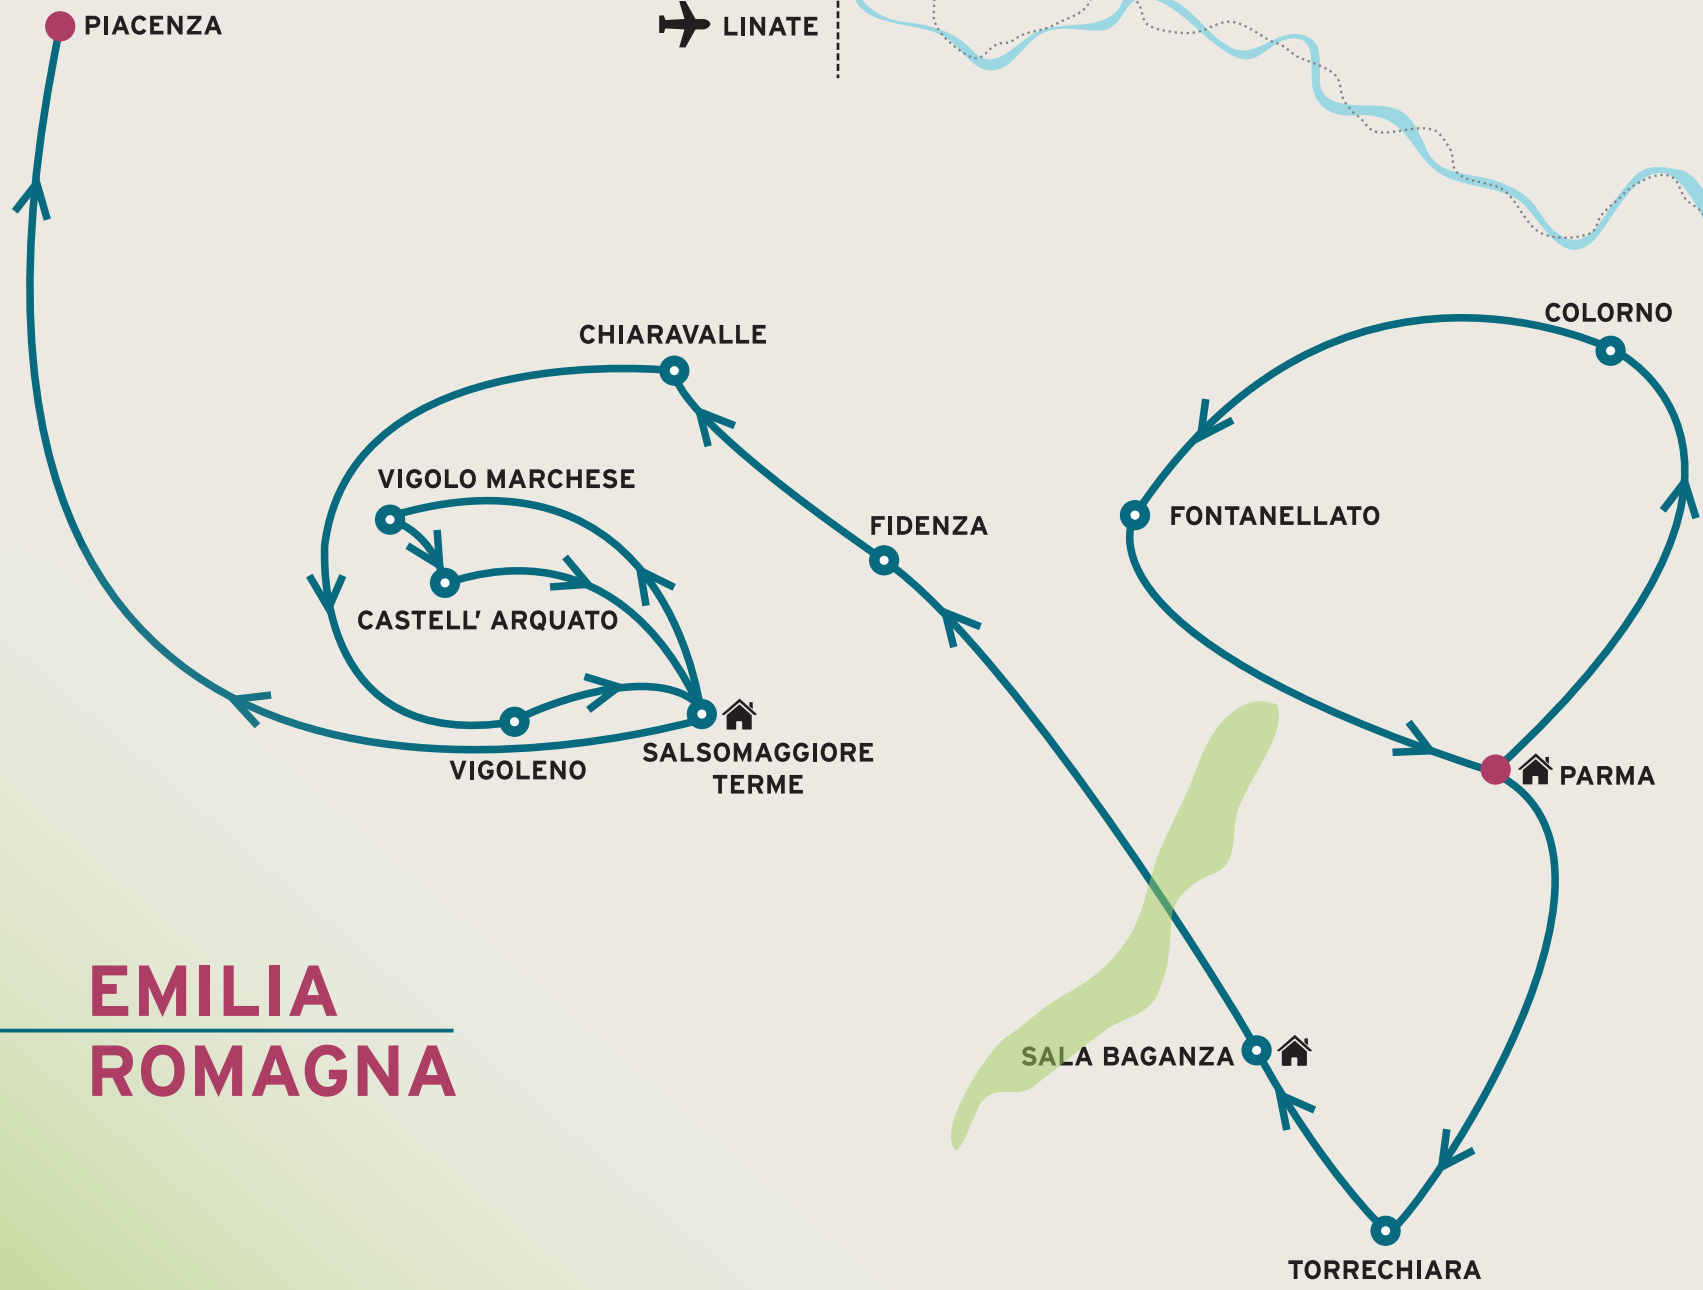 PIACENZA
LINATE
COLORNO
CHIARAVALLE
VIGOLO MARCHESE
FIDENZA
FONTANELLATO
CASTELL' ARQUATO
SALSOMAGGIORE
TERME
VIGOLENO
PARMA
EMILIA
ROMAGNA
SALA BAGANZA
TORRECHIARA